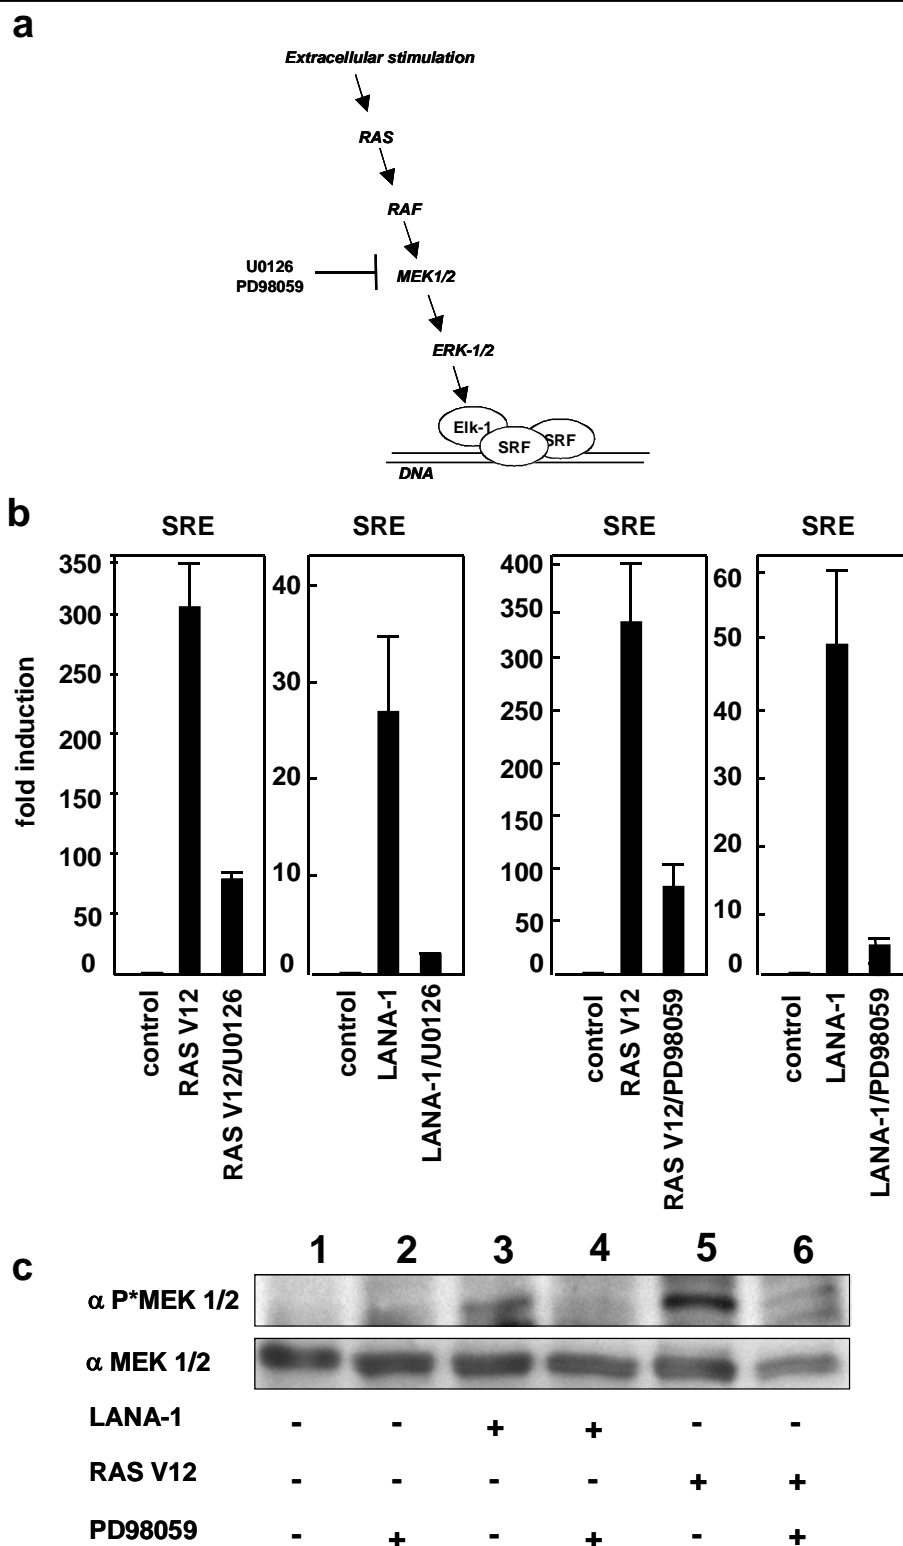 a
Extracellular stimulation
RAS
RAF
U0126
PD98059
MEK1/2
ERK-1/2
Elk-1
SRF
SRF
DNA
b
SRE
SRE
SRE
SRE
fold induction
350
300
250
200
150
100
50
0
40
30
20
10
0
400
350
300
250
200
150
100
50
0
60
50
40
30
20
10
0
control
RAS V12
RAS V12/U0126
control
LANA-1
LANA-1/U0126
control
RAS V12
RAS V12/PD98059
control
LANA-1
LANA-1/PD98059
c
1 2 3 4 5 6
α P*MEK 1/2
α MEK 1/2
LANA-1 - - + + - -
RAS V12 - - - - + +
PD98059 - + - + - +